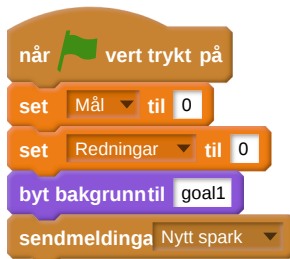 når vert trykt på
set Mål til 0
set Redningar til 0
byt bakgrunntil goal1
sendmeldinga Nytt spark